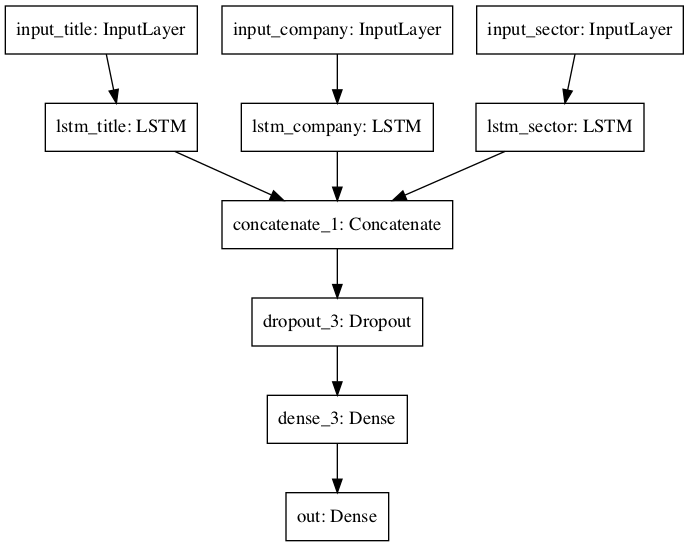 input_title: InputLayer
input_company: InputLayer
input_sector: InputLayer
lstm_title: LSTM
lstm_company: LSTM
lstm_sector: LSTM
concatenate_1: Concatenate
dropout_3: Dropout
dense_3: Dense
out: Dense